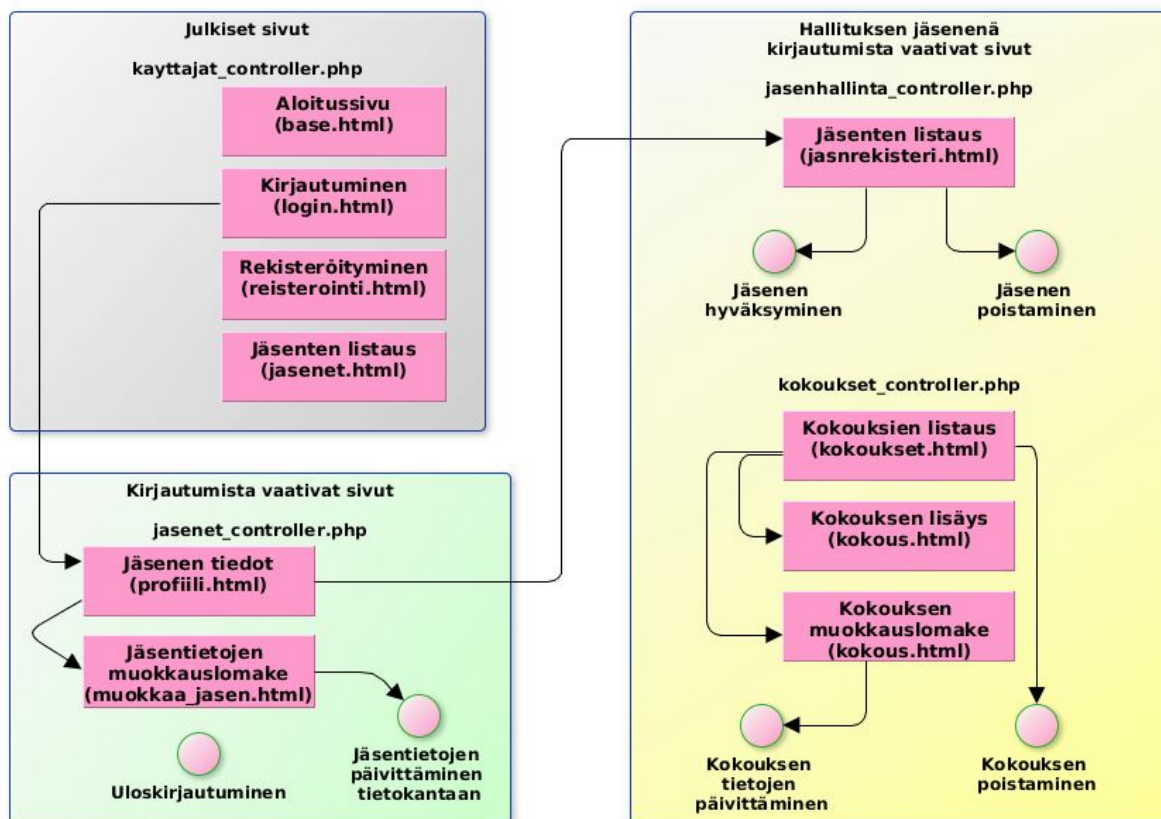 Julkiset sivut
kayttajat_controller.php
Aloitussivu
(base.html)
Kirjautuminen
(login.html)
Rekisteröityminen
(reisterointi.html)
Jäsenten listaus
(jasenet.html)
Kirjautumista vaativat sivut
jasenet_controller.php
Jäsenen tiedot
(profiili.html)
Jäsentietojen
muokkauslomake
(muokkaa_jasen.html)
Uloskirjautuminen
Jäsentietojen
päivittäminen
tietokantaan
Hallituksen jäsenenä
kirjautumista vaativat sivut
jasenhallinta_controller.php
Jäsenten listaus
(jasnrekisteri.html)
Jäsenen
hyväksyminen
Jäsenen
poistaminen
kokoukset_controller.php
Kokouksien listaus
(kokoukset.html)
Kokouksen lisäys
(kokous.html)
Kokouksen
muokkauslomake
(kokous.html)
Kokouksen
tietojen
päivittäminen
Kokouksen
poistaminen